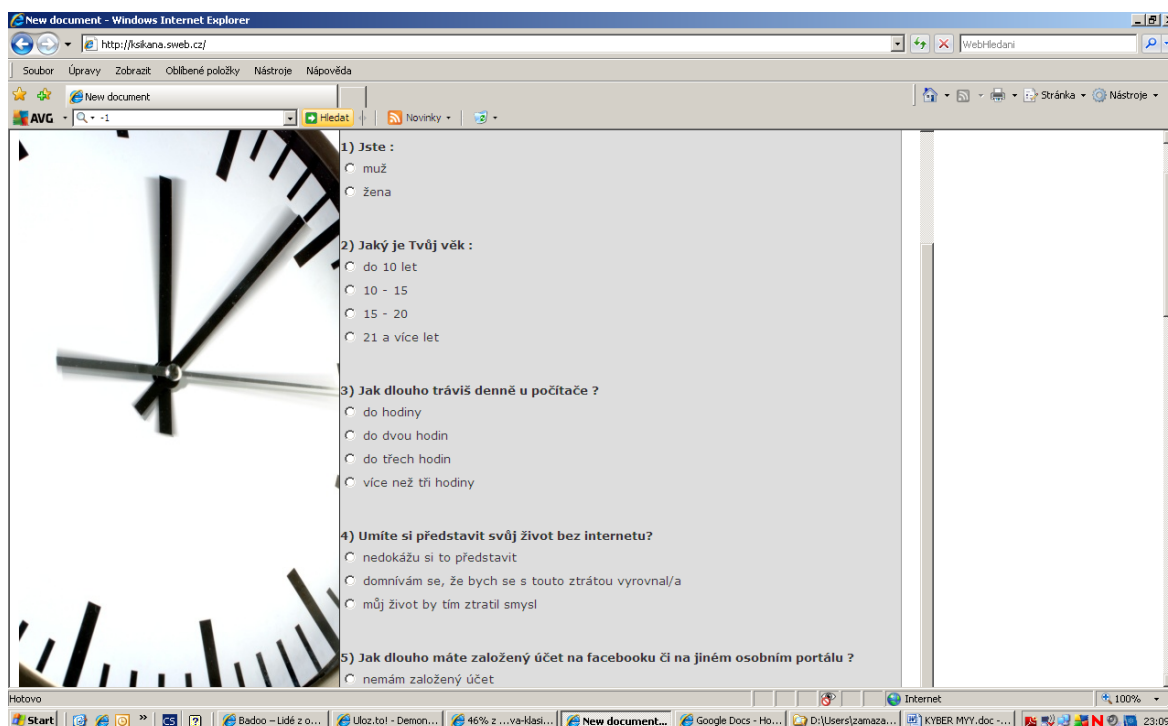 New document - Windows Internet Explorer
http://ksikana.sweb.cz/
WebHledani
Soubor Úpravy Zobrazit Oblíbené položky Nástroje Nápověda
New document
Stránka
Nástroje
AVG
-1
Hledat
Novinky
1) Jste :
muž
žena
2) Jaký je Tvůj věk :
do 10 let
10 - 15
15 - 20
21 a více let
3) Jak dlouho trávíš denně u počítače ?
do hodiny
do dvou hodin
do třech hodin
více než tři hodiny
4) Umíte si představit svůj život bez internetu?
nedokážu si to představit
domnívám se, že bych se s touto ztrátou vyrovnal/a
můj život by tím ztratil smysl
5) Jak dlouho máte založený účet na facebooku či na jiném osobním portálu ?
nemám založený účet
Hotovo
Internet
100%
Start
CS
Badoo – Lidé z o...
Uloz.to! - Demon...
46% z ...va-klasi...
New document...
Google Docs - Ho...
D:\Users\zamaza...
KYBER MYY.doc -...
23:09